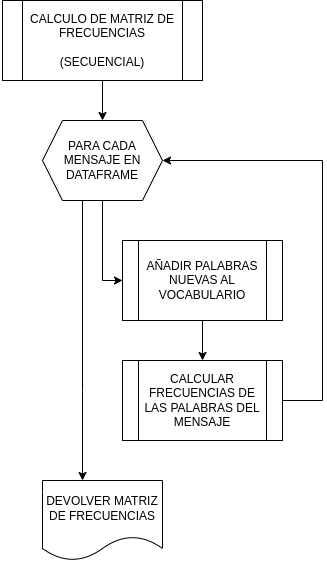 CALCULO DE MATRIZ DE
FRECUENCIAS
(SECUENCIAL)
PARA CADA
MENSAJE EN
DATAFRAME
AÑADIR PALABRAS
NUEVAS AL
VOCABULARIO
CALCULAR
FRECUENCIAS DE
LAS PALABRAS DEL
MENSAJE
DEVOLVER MATRIZ
DE FRECUENCIAS